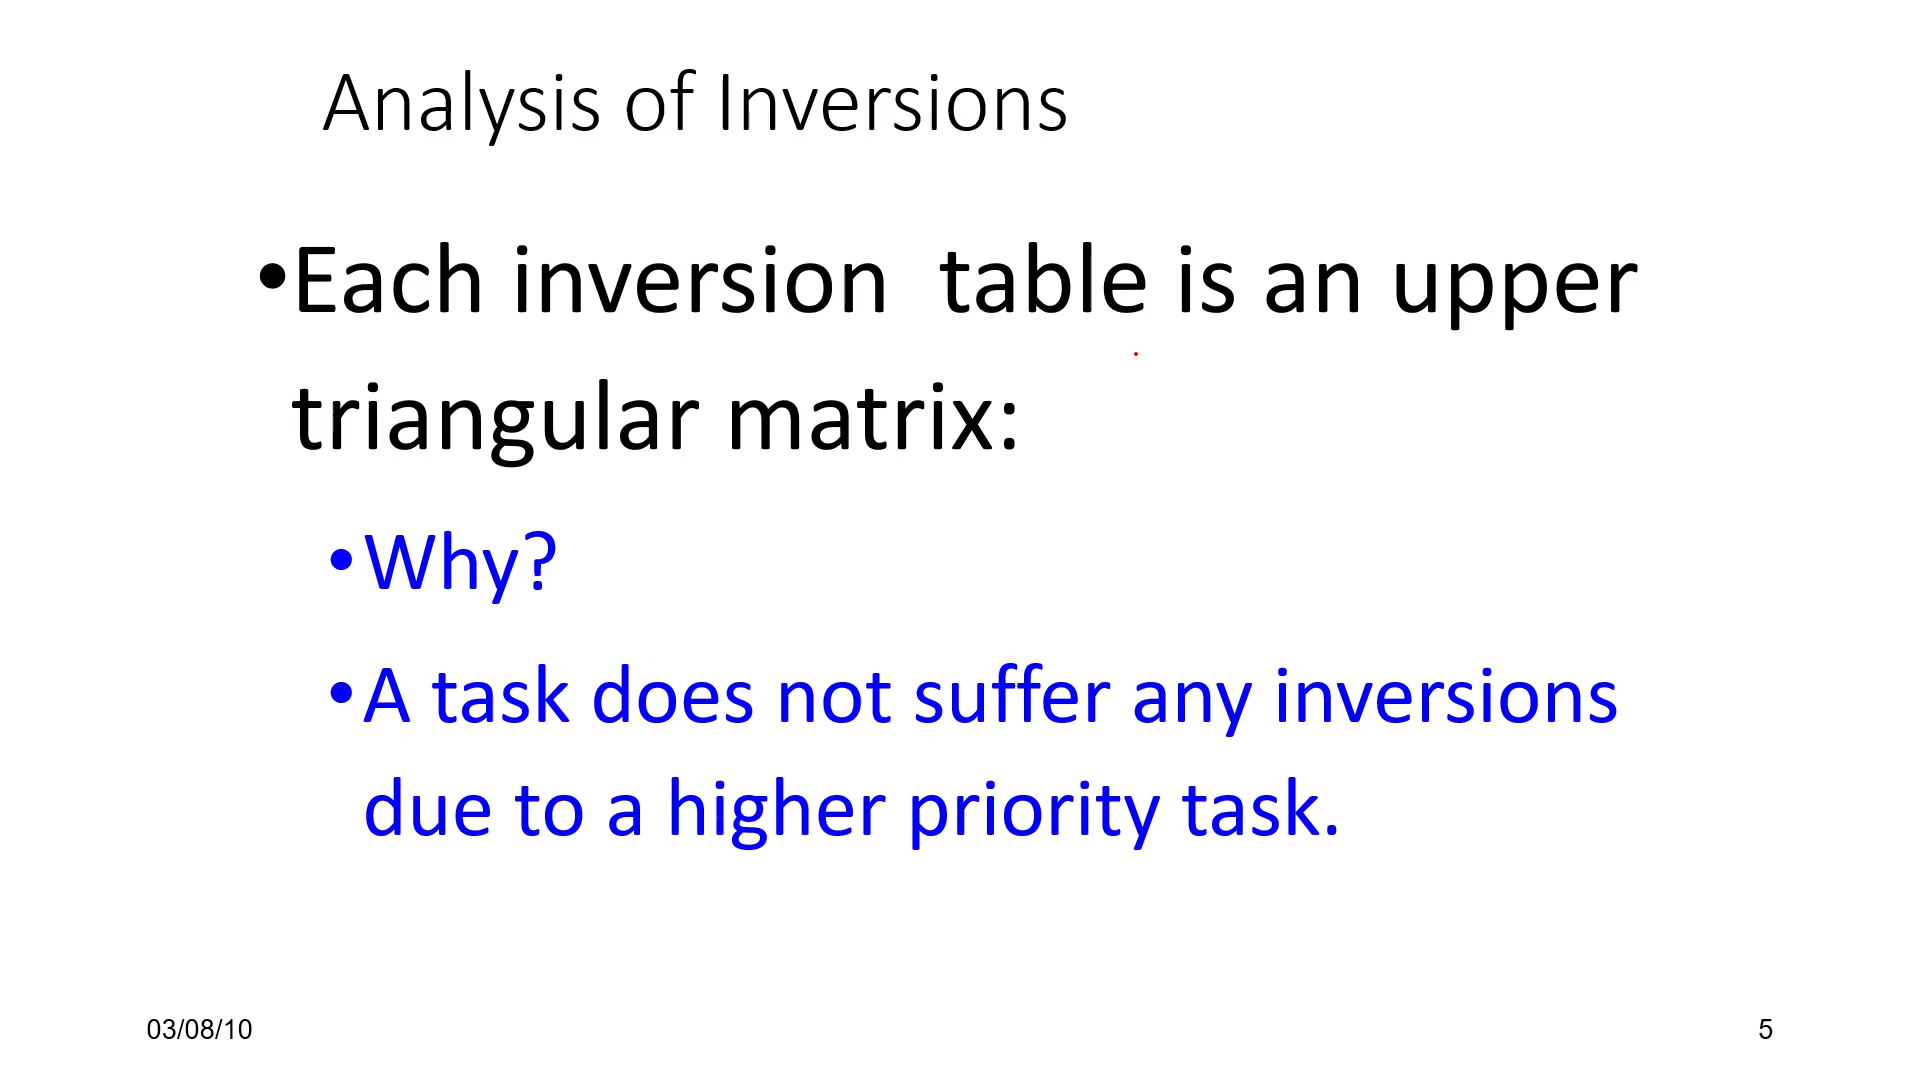 Analysis of Inversions
•Each inversion  table is an upper
triangular matrix:
•Why?
•A task does not suffer any inversions
due to a higher priority task.
03/08/10
5